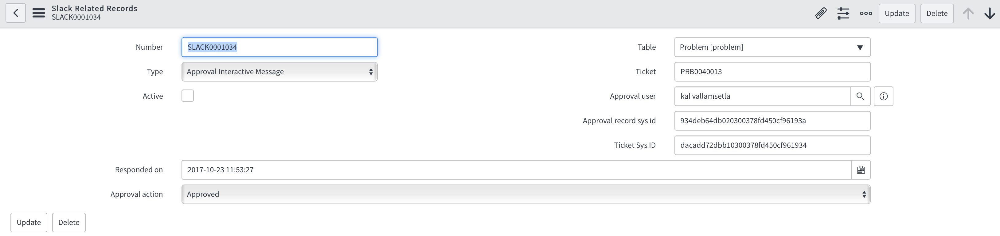 Slack Related Records
SLACK0001034
Update
Delete
Number
SLACK0001034
Type
Approval Interactive Message
Active
Table
Problem [problem]
Ticket
PRB0040013
Approval user
kal vallamsetla
Approval record sys id
934deb64db020300378fd450cf96193a
Ticket Sys ID
dacadd72dbb10300378fd450cf961934
Responded on
2017-10-23 11:53:27
Approval action
Approved
Update
Delete